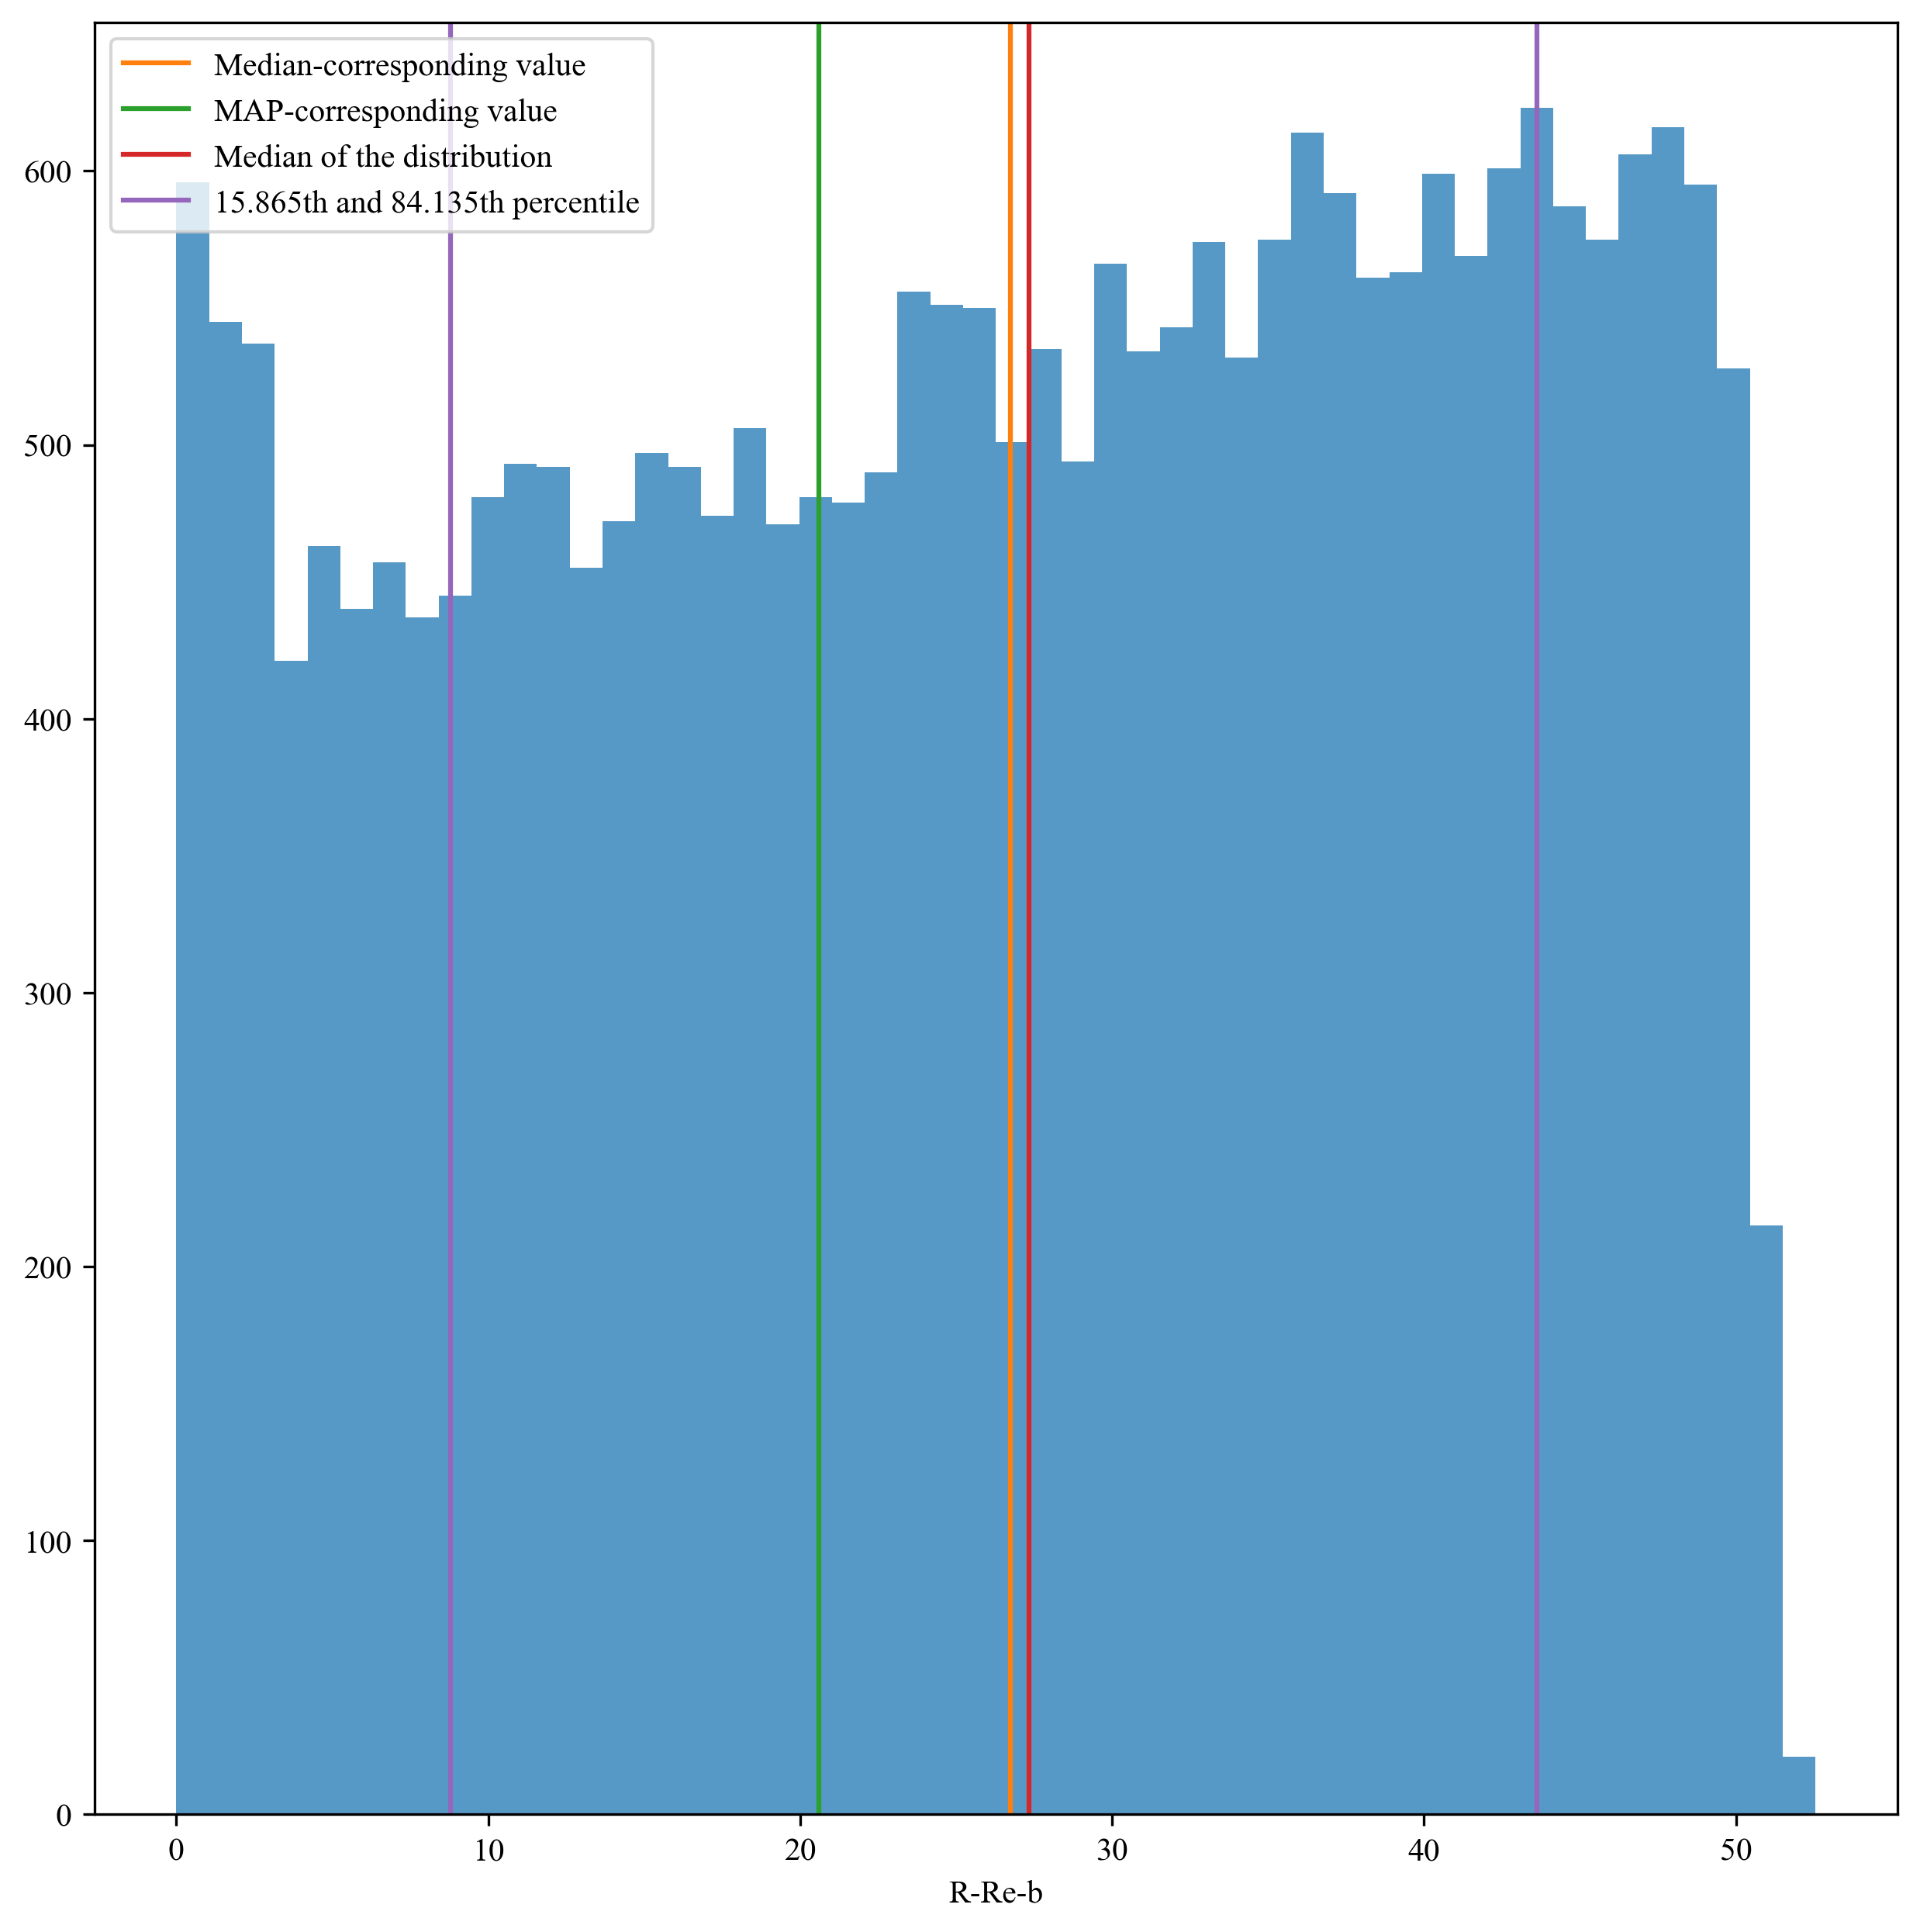 Median-corresponding value
MAP-corresponding value
Median of the distribution
15.865th and 84.135th percentile
600
500
400
300
200
100
0
0 10 20 30 40 50
R-Re-b